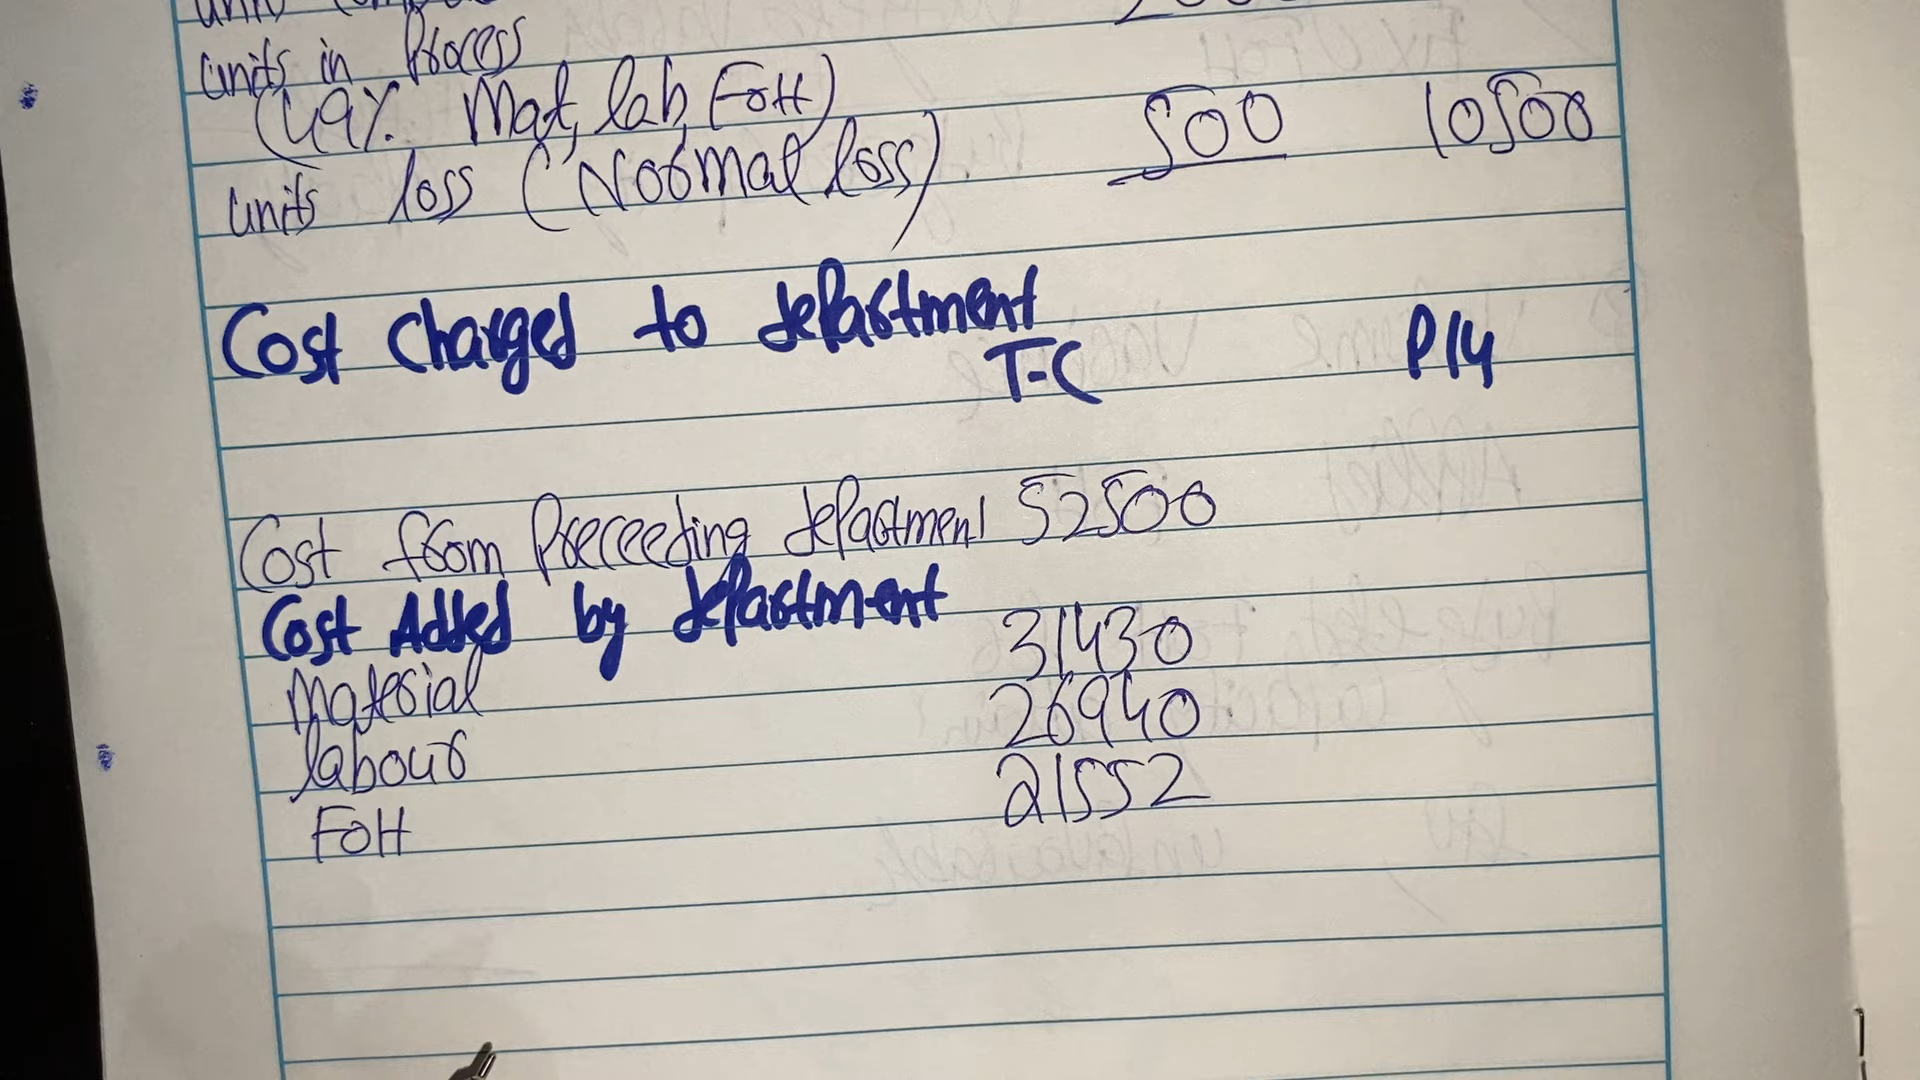 units in Process
(49% Mat, lab, FOH)
units loss (Normal loss) 500 10500
Cost Charged to department
T-C P/4
Cost from Preceeding department 52500
Cost Added by department
Material 31430
labour 26940
FOH 21552